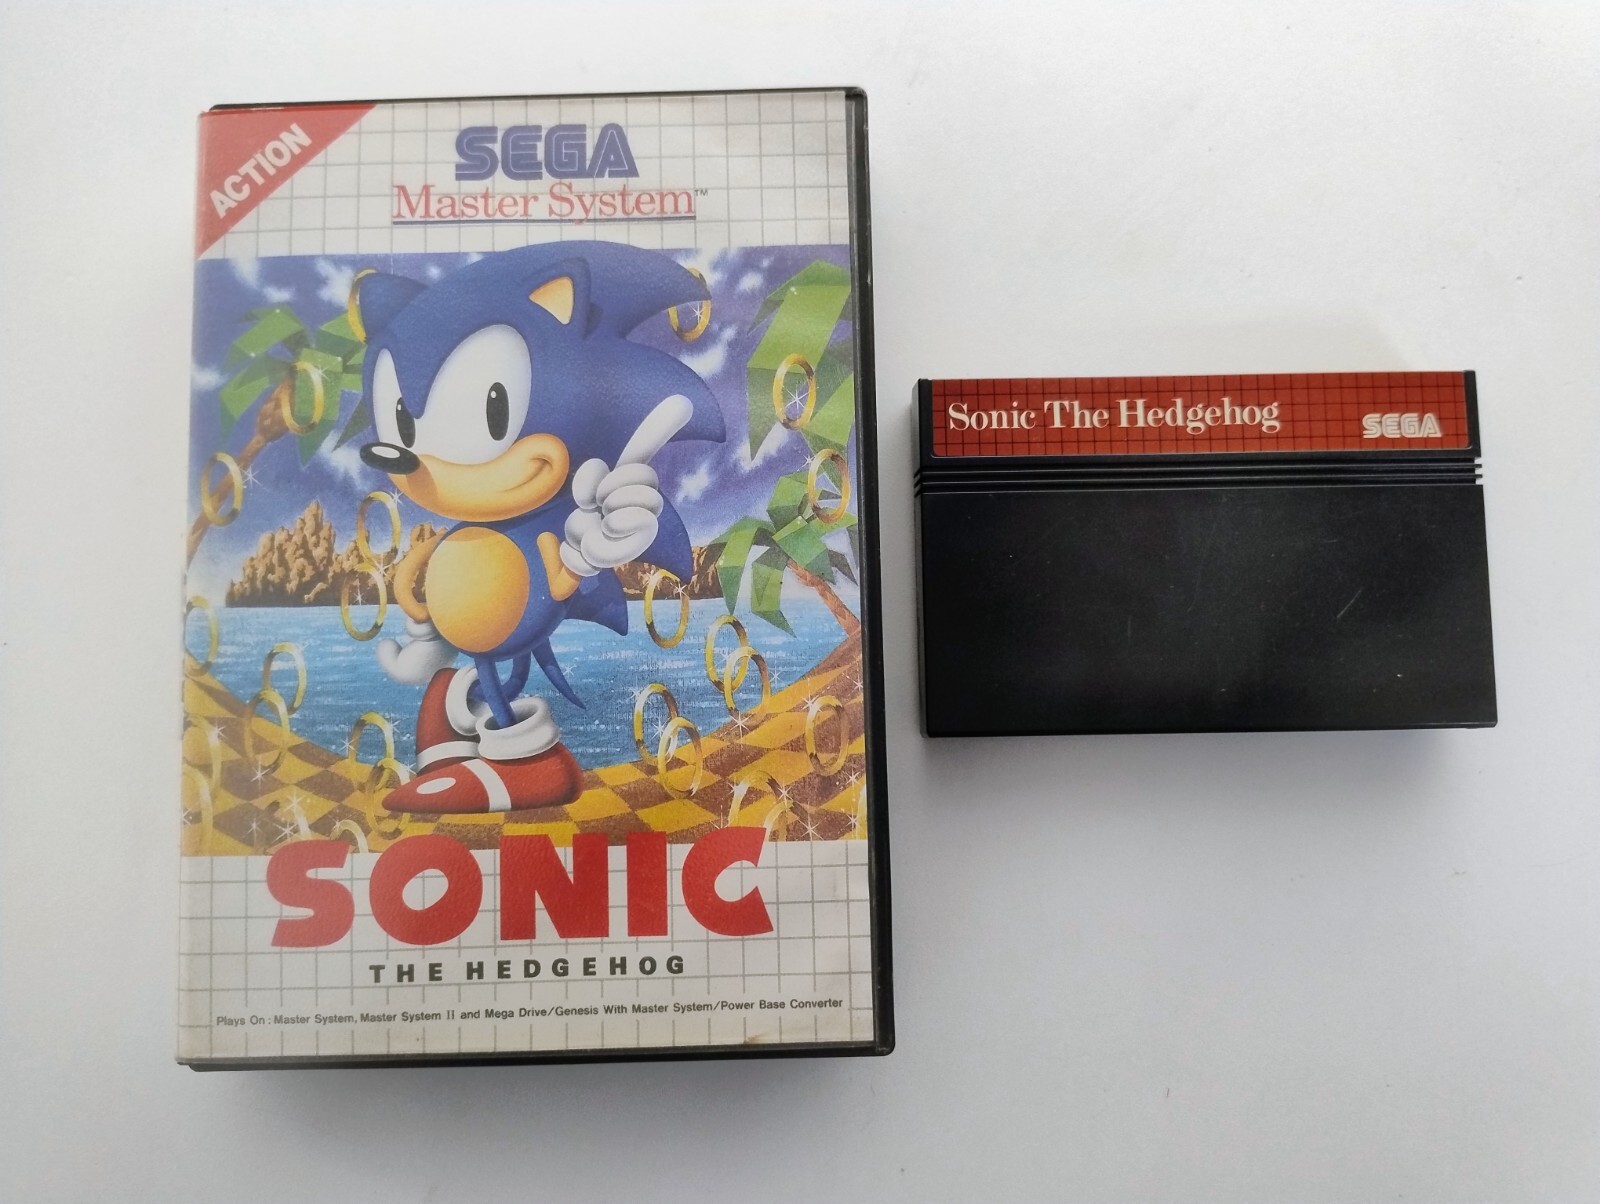 ACTION
SEGA
Master System™
SONIC
THE HEDGEHOG
Plays On : Master System, Master System II and Mega Drive/Genesis With Master System/Power Base Converter
Sonic The Hedgehog
SEGA